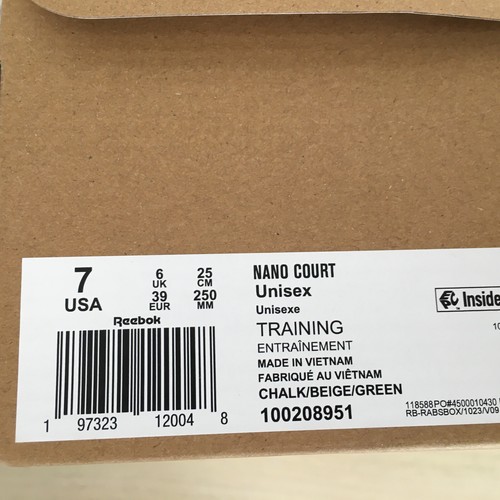 7
USA
6
UK
39
EUR
25
CM
250
MM
Reebok
1 97323 12004 8
NANO COURT
Unisex
Unisexe
TRAINING
ENTRAÎNEMENT
MADE IN VIETNAM
FABRIQUÉ AU VIÊTNAM
CHALK/BEIGE/GREEN
100208951
Inside
10
118588PO#4500010430
RB-RABSBOX/1023/V09